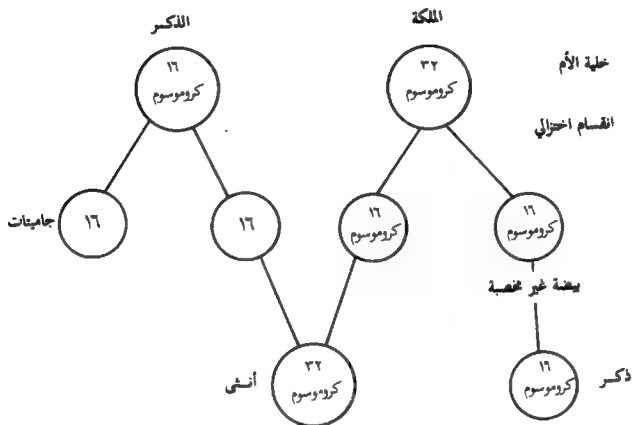 الملكة
الذكر
خلية الأم
٣٢
كروموسوم
١٦
كروموسوم
انقسام اختزالي
١٦
كروموسوم
١٦
كروموسوم
١٦
١٦
جاميتات
بيضة غير مخصبة
ذكر
١٦
كروموسوم
٣٢
كروموسوم
أنثى